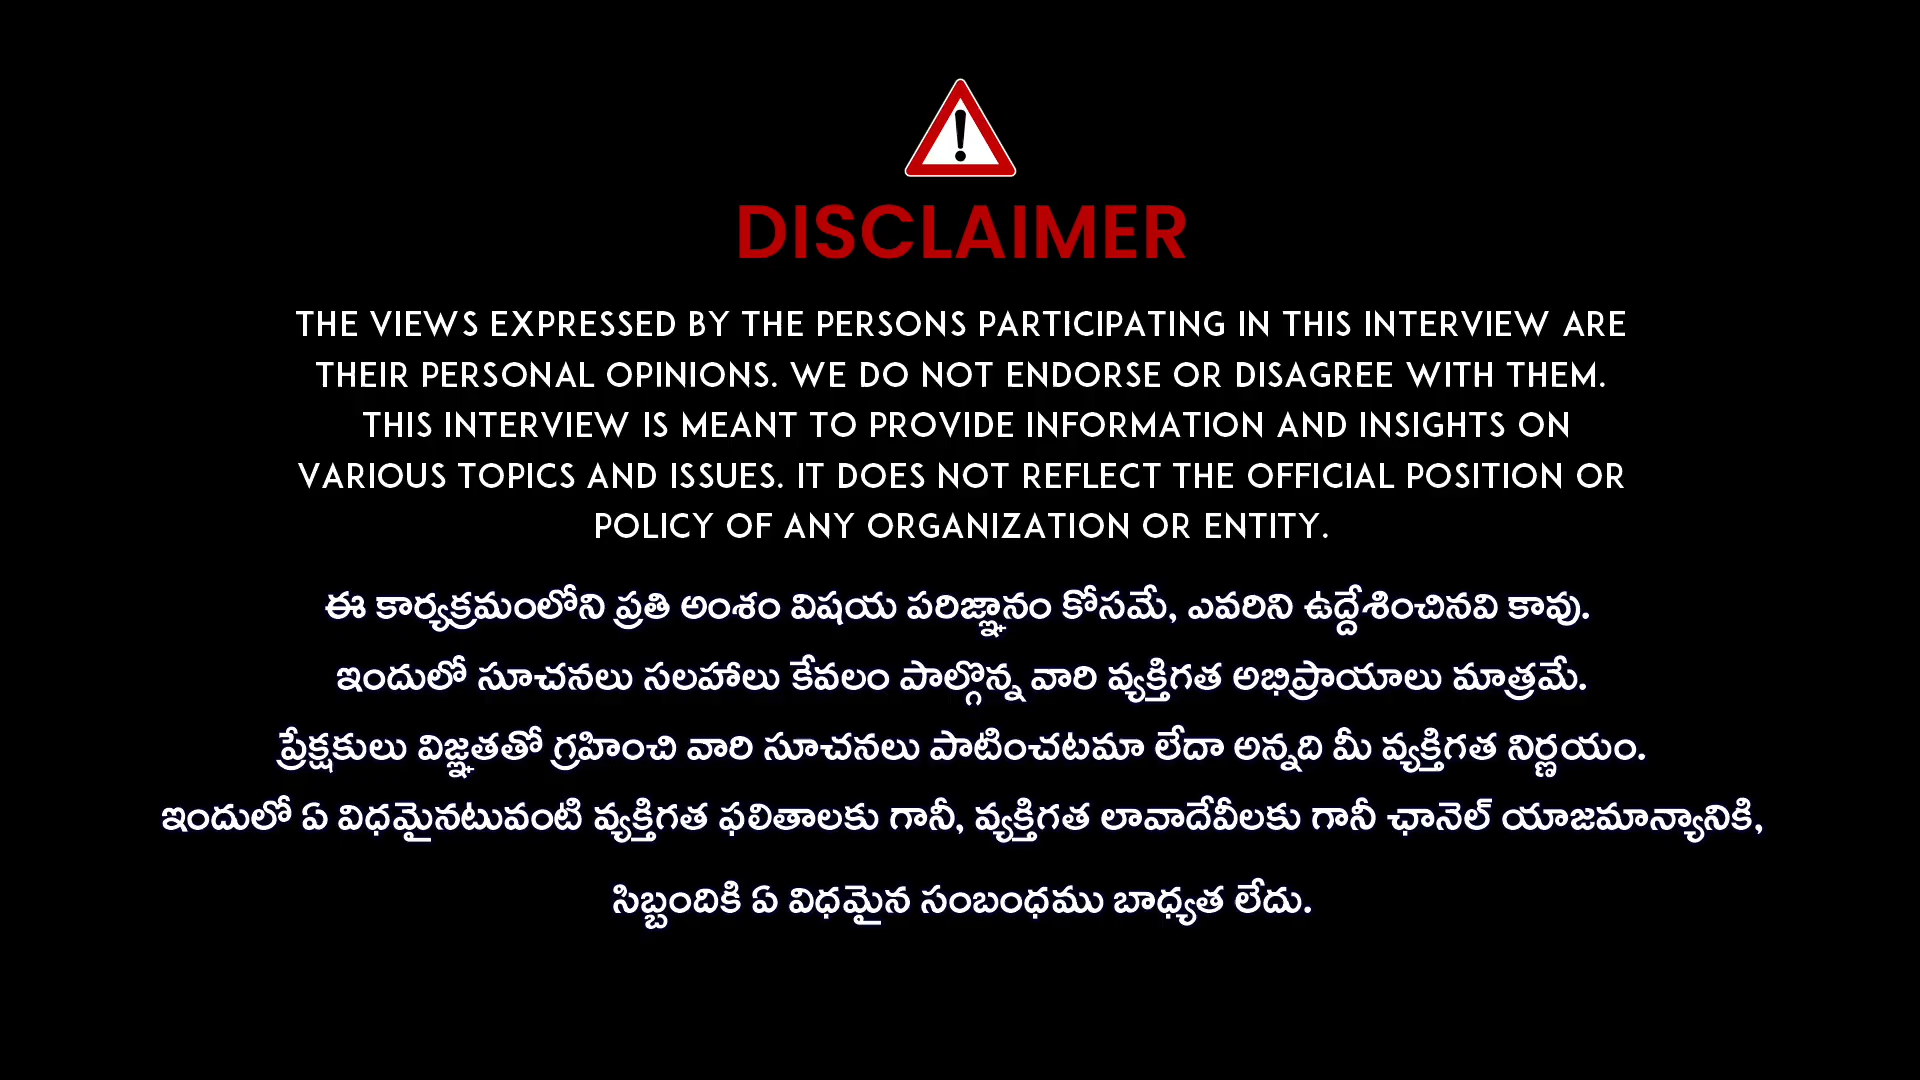 DISCLAIMER
THE VIEWS EXPRESSED BY THE PERSONS PARTICIPATING IN THIS INTERVIEW ARE
THEIR PERSONAL OPINIONS. WE DO NOT ENDORSE OR DISAGREE WITH THEM.
THIS INTERVIEW IS MEANT TO PROVIDE INFORMATION AND INSIGHTS ON
VARIOUS TOPICS AND ISSUES. IT DOES NOT REFLECT THE OFFICIAL POSITION OR
POLICY OF ANY ORGANIZATION OR ENTITY.
ఈ కార్యక్రమంలోని ప్రతి అంశం విషయ పరిజ్ఞానం కోసమే, ఎవరిని ఉద్దేశించినవి కావు.
ఇందులో సూచనలు సలహాలు కేవలం పాల్గొన్న వారి వ్యక్తిగత అభిప్రాయాలు మాత్రమే.
ప్రేక్షకులు విజ్ఞతతో గ్రహించి వారి సూచనలు పాటించటమా లేదా అన్నది మీ వ్యక్తిగత నిర్ణయం.
ఇందులో ఏ విధమైనటువంటి వ్యక్తిగత ఫలితాలకు గానీ, వ్యక్తిగత లావాదేవీలకు గానీ ఛానెల్ యాజమాన్యానికి,
సిబ్బందికి ఏ విధమైన సంబంధము బాధ్యత లేదు.